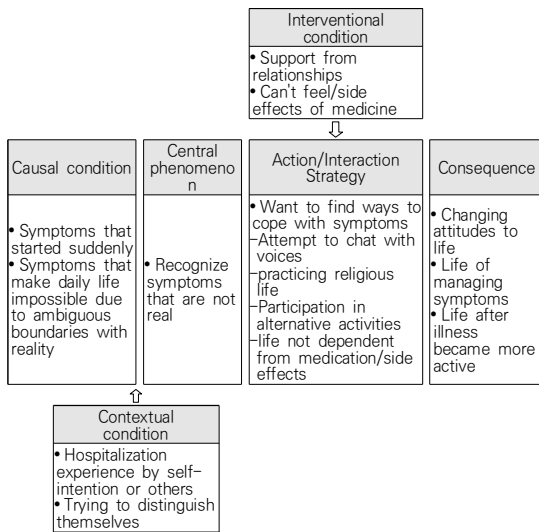 Interventional
condition
• Support from
relationships
• Can't feel/side
effects of medicine
Causal condition
• Symptoms that
started suddenly
• Symptoms that
make daily life
impossible due
to ambiguous
boundaries with
reality
Central
phenomeno
n
• Recognize
symptoms
that are not
real
Action/Interaction
Strategy
• Want to find ways to
cope with symptoms
-Attempt to chat with
voices
-practicing religious
life
-Participation in
alternative activities
-life not dependent
from medication/side
effects
Consequence
• Changing
attitudes to
life
• Life of
managing
symptoms
• Life after
illness
became more
active
Contextual
condition
• Hospitalization
experience by self-
intention or others
• Trying to distinguish
themselves